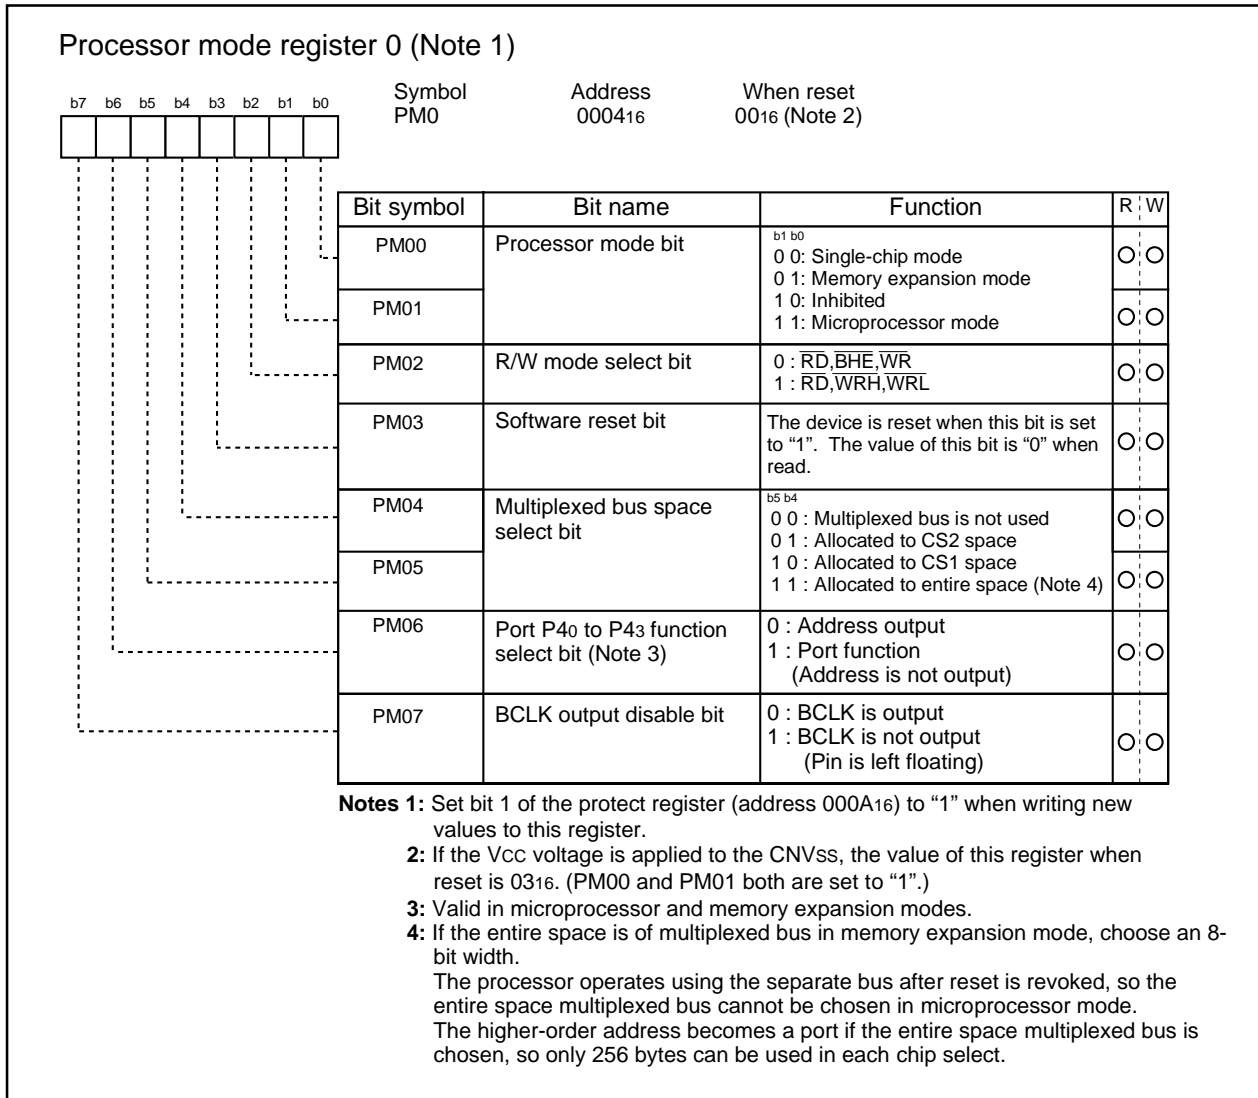 Processor mode register 0 (Note 1)
Symbol Address When reset
PM0 000416 0016 (Note 2)
b7 b6 b5 b4 b3 b2 b1 b0
Bit symbol Bit name Function R W
PM00 Processor mode bit
b1 b0
0 0: Single-chip mode
0 1: Memory expansion mode
1 0: Inhibited
1 1: Microprocessor mode
PM01
PM02 R/W mode select bit
0 : R̅D̅,B̅H̅E̅,W̅R̅
1 : R̅D̅,W̅R̅H̅,W̅R̅L̅
PM03 Software reset bit
The device is reset when this bit is set
to “1”. The value of this bit is “0” when
read.
PM04 Multiplexed bus space
select bit
b5 b4
0 0 : Multiplexed bus is not used
0 1 : Allocated to CS2 space
1 0 : Allocated to CS1 space
1 1 : Allocated to entire space (Note 4)
PM05
PM06 Port P40 to P43 function
select bit (Note 3)
0 : Address output
1 : Port function
(Address is not output)
PM07 BCLK output disable bit
0 : BCLK is output
1 : BCLK is not output
(Pin is left floating)
Notes 1: Set bit 1 of the protect register (address 000A16) to “1” when writing new
values to this register.
2: If the VCC voltage is applied to the CNVSS, the value of this register when
reset is 0316. (PM00 and PM01 both are set to “1”.)
3: Valid in microprocessor and memory expansion modes.
4: If the entire space is of multiplexed bus in memory expansion mode, choose an 8-
bit width.
The processor operates using the separate bus after reset is revoked, so the
entire space multiplexed bus cannot be chosen in microprocessor mode.
The higher-order address becomes a port if the entire space multiplexed bus is
chosen, so only 256 bytes can be used in each chip select.